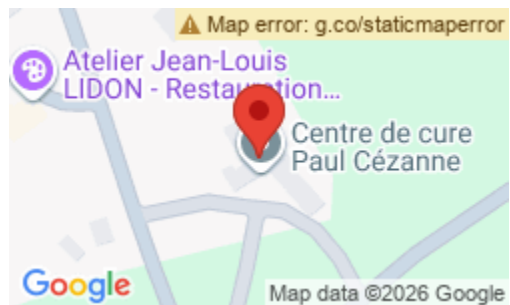 Map error: g.co/staticmaperror
Atelier Jean-Louis
LIDON - Restauration...
Centre de cure
Paul Cézanne
Google
Map data ©2026 Google